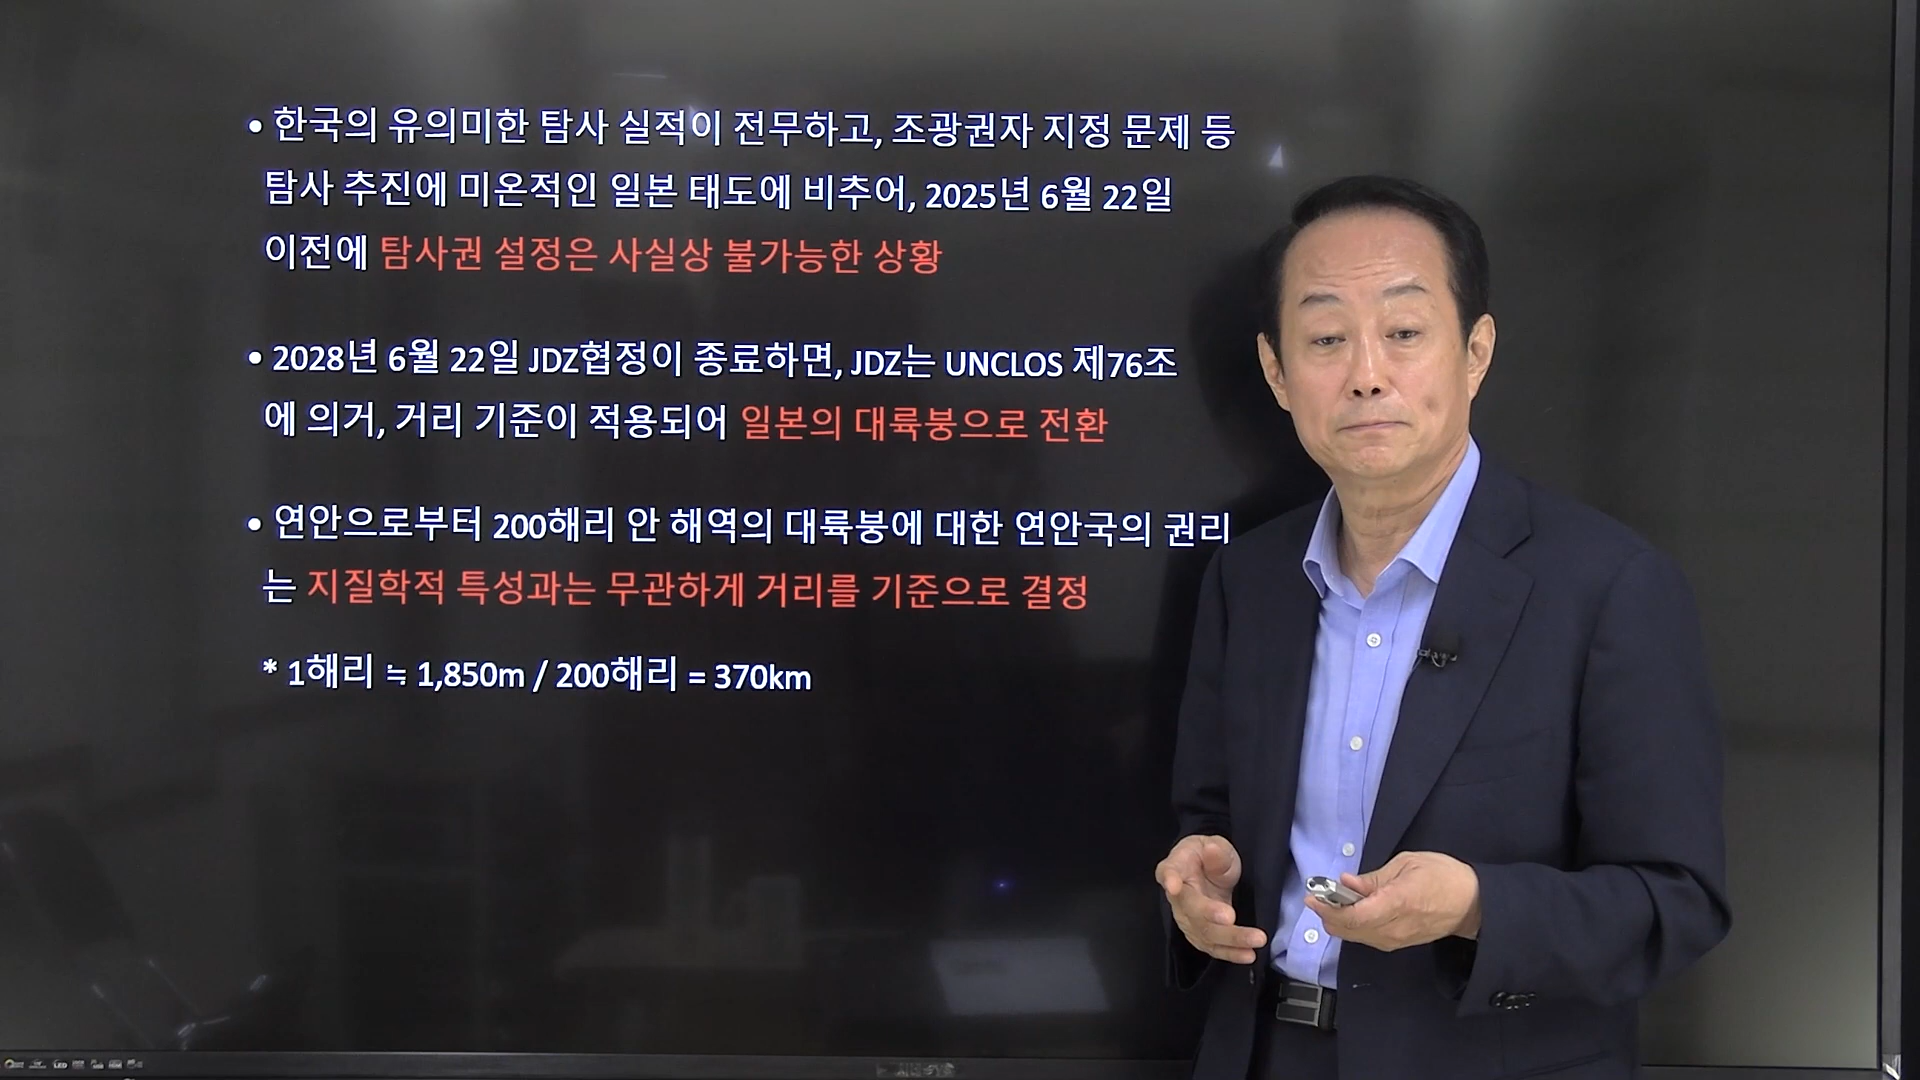 • 한국의 유의미한 탐사 실적이 전무하고, 조광권자 지정 문제 등
탐사 추진에 미온적인 일본 태도에 비추어, 2025년 6월 22일
이전에 탐사권 설정은 사실상 불가능한 상황
• 2028년 6월 22일 JDZ협정이 종료하면, JDZ는 UNCLOS 제76조
에 의거, 거리 기준이 적용되어 일본의 대륙붕으로 전환
• 연안으로부터 200해리 안 해역의 대륙붕에 대한 연안국의 권리
는 지질학적 특성과는 무관하게 거리를 기준으로 결정
* 1해리 ≒ 1,850m / 200해리 = 370km